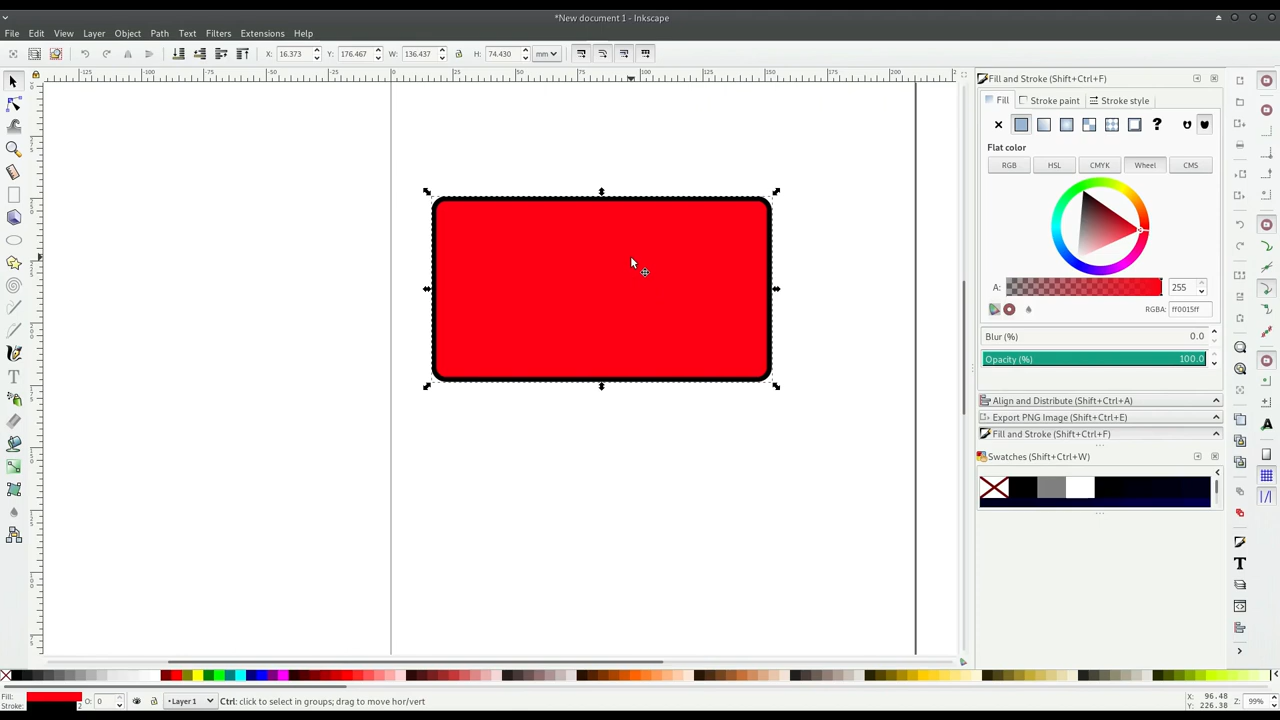 *New document 1 - Inkscape
File Edit View Layer Object Path Text Filters Extensions Help
X: 16.373 Y: 176.467 W: 136.437 H: 74.430 mm
Fill and Stroke (Shift+Ctrl+F)
Fill Stroke paint Stroke style
?
Flat color
RGB HSL CMYK Wheel CMS
A: 255
RGBA: ff0015ff
Blur (%) 0.0
Opacity (%) 100.0
Align and Distribute (Shift+Ctrl+A)
Export PNG Image (Shift+Ctrl+E)
Fill and Stroke (Shift+Ctrl+F)
Swatches (Shift+Ctrl+W)
Fill: O: 0 Layer 1 Ctrl: click to select in groups; drag to move hor/vert X: 96.48 Z: 99%
Stroke: 2 Y: 226.38